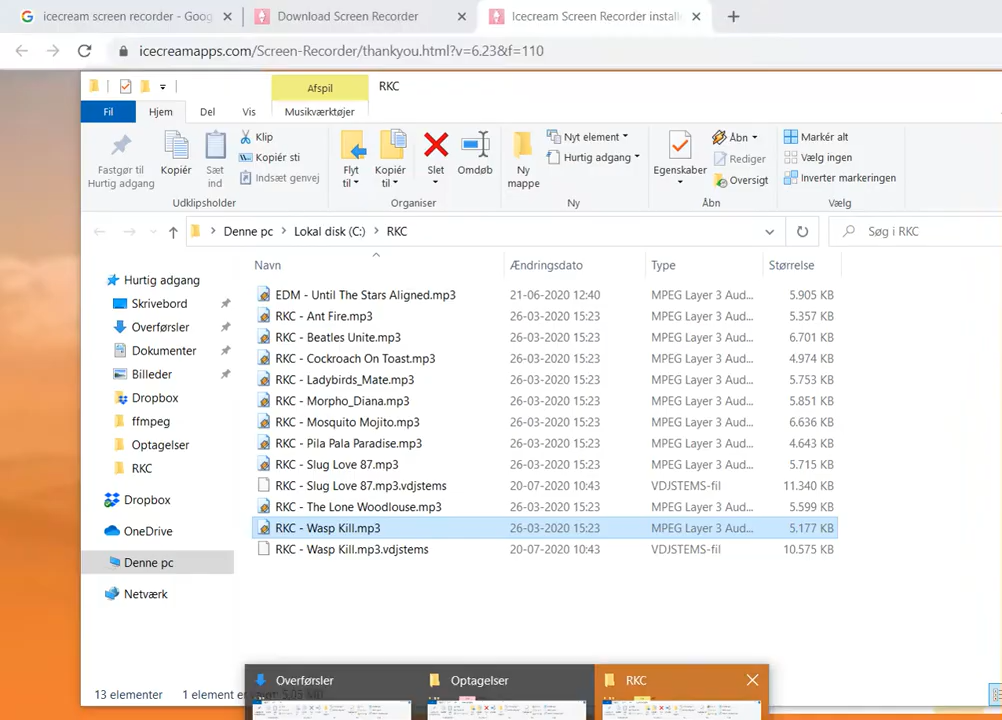 icecream screen recorder - Goog
Download Screen Recorder
Icecream Screen Recorder install
icecreamapps.com/Screen-Recorder/thankyou.html?v=6.23&f=110
Afspil
RKC
Fil
Hjem
Del
Vis
Musikværktøjer
Fastgør til
Hurtig adgang
Kopiér
Sæt
ind
Klip
Kopiér sti
Indsæt genvej
Udklipsholder
Flyt
til
Kopiér
til
Slet
Omdøb
Organiser
Ny
mappe
Nyt element
Hurtig adgang
Ny
Egenskaber
Åbn
Rediger
Oversigt
Åbn
Markér alt
Vælg ingen
Inverter markeringen
Vælg
Denne pc > Lokal disk (C:) > RKC
Søg i RKC
Hurtig adgang
Skrivebord
Overførsler
Dokumenter
Billeder
Dropbox
ffmpeg
Optagelser
RKC
Dropbox
OneDrive
Denne pc
Netværk
Navn Ændringsdato Type Størrelse
EDM - Until The Stars Aligned.mp3 21-06-2020 12:40 MPEG Layer 3 Aud... 5.905 KB
RKC - Ant Fire.mp3 26-03-2020 15:23 MPEG Layer 3 Aud... 5.357 KB
RKC - Beatles Unite.mp3 26-03-2020 15:23 MPEG Layer 3 Aud... 6.701 KB
RKC - Cockroach On Toast.mp3 26-03-2020 15:23 MPEG Layer 3 Aud... 4.974 KB
RKC - Ladybirds_Mate.mp3 26-03-2020 15:23 MPEG Layer 3 Aud... 5.753 KB
RKC - Morpho_Diana.mp3 26-03-2020 15:23 MPEG Layer 3 Aud... 5.851 KB
RKC - Mosquito Mojito.mp3 26-03-2020 15:23 MPEG Layer 3 Aud... 6.636 KB
RKC - Pila Pala Paradise.mp3 26-03-2020 15:23 MPEG Layer 3 Aud... 4.643 KB
RKC - Slug Love 87.mp3 26-03-2020 15:23 MPEG Layer 3 Aud... 5.715 KB
RKC - Slug Love 87.mp3.vdjstems 20-07-2020 10:43 VDJSTEMS-fil 11.340 KB
RKC - The Lone Woodlouse.mp3 26-03-2020 15:23 MPEG Layer 3 Aud... 5.599 KB
RKC - Wasp Kill.mp3 26-03-2020 15:23 MPEG Layer 3 Aud... 5.177 KB
RKC - Wasp Kill.mp3.vdjstems 20-07-2020 10:43 VDJSTEMS-fil 10.575 KB
13 elementer 1 element er valgt: 5,05 MB
Overførsler
Optagelser
RKC